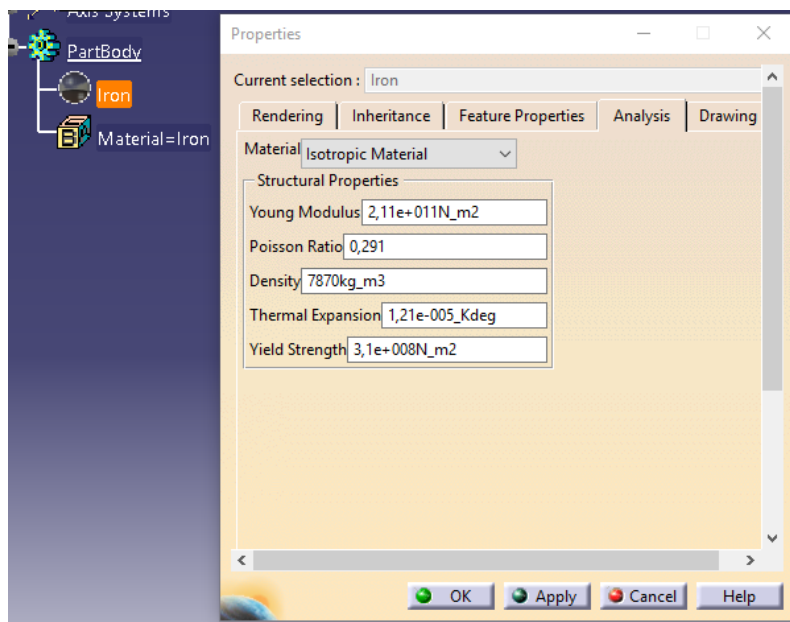 Axis Systems
PartBody
Iron
Material=Iron
Properties
Current selection : Iron
Rendering Inheritance Feature Properties Analysis Drawing
Material Isotropic Material
Structural Properties
Young Modulus 2,11e+011N_m2
Poisson Ratio 0,291
Density 7870kg_m3
Thermal Expansion 1,21e-005_Kdeg
Yield Strength 3,1e+008N_m2
OK Apply Cancel Help